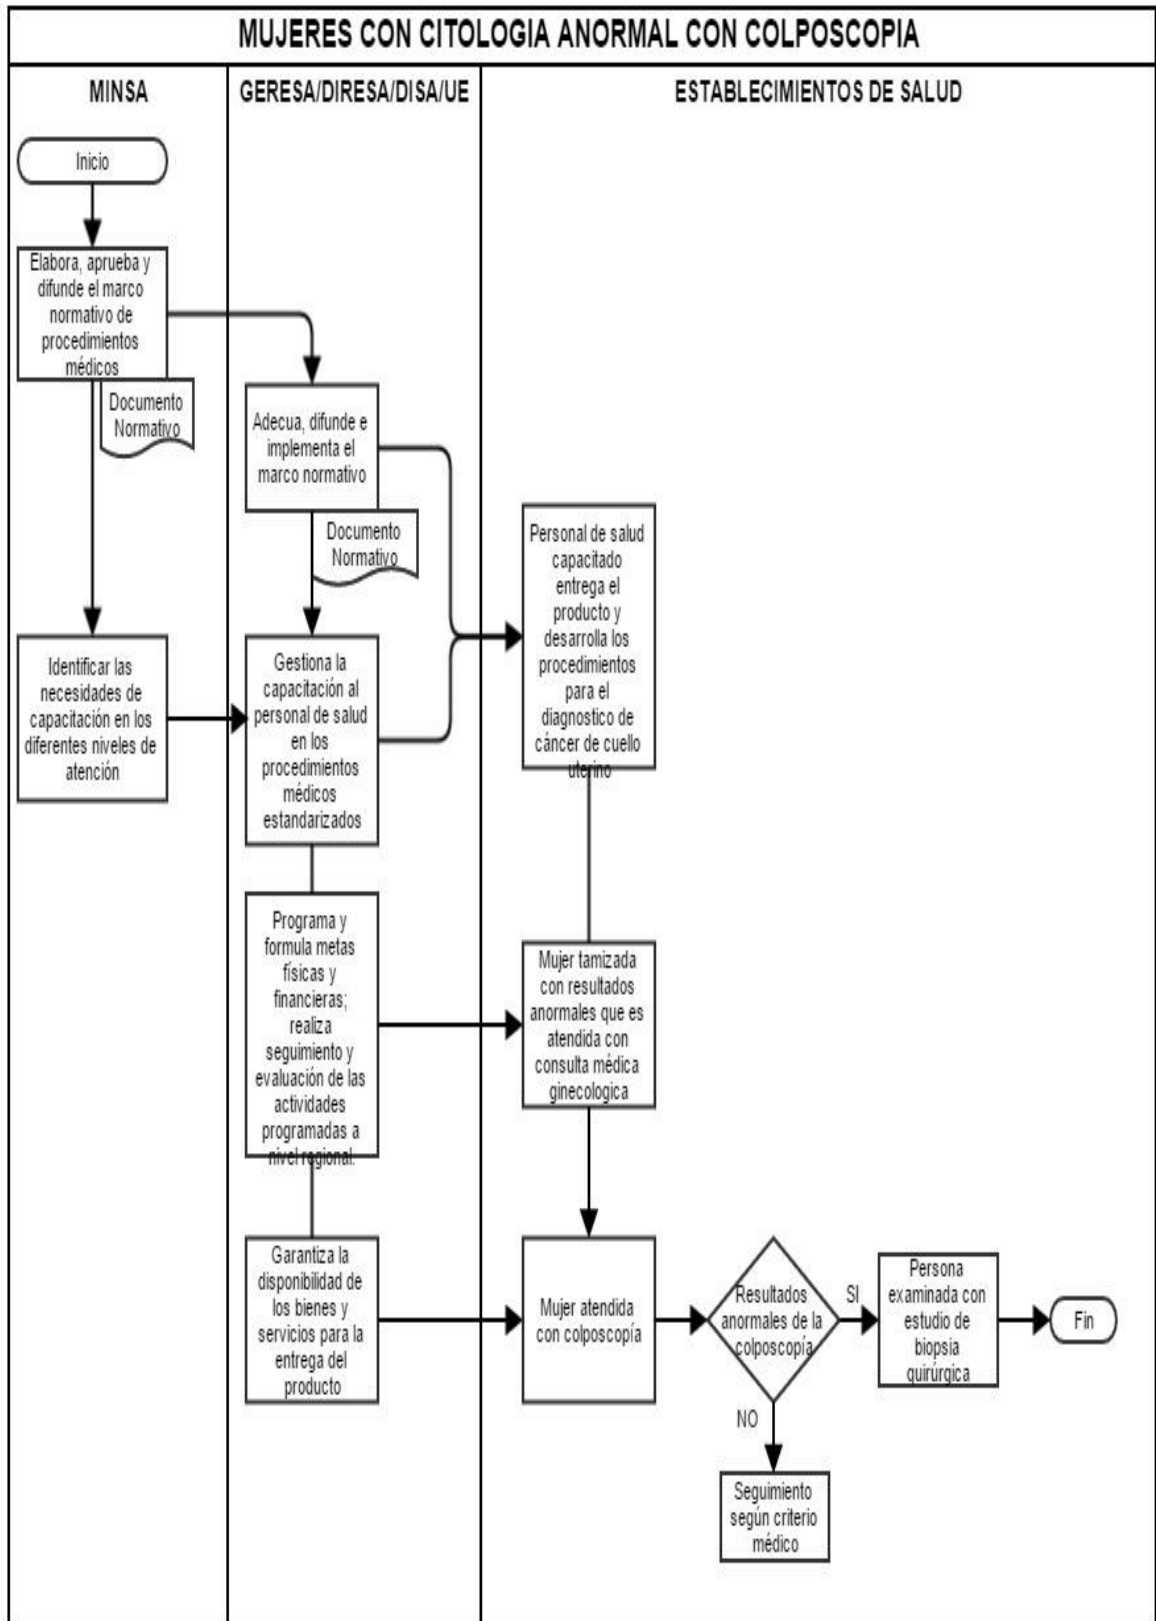 MUJERES CON CITOLOGIA ANORMAL CON COLPOSCOPIA
MINSA
GERESA/DIRESA/DISA/UE
ESTABLECIMIENTOS DE SALUD
Inicio
Elabora, aprueba y
difunde el marco
normativo de
procedimientos
médicos
Documento
Normativo
Identificar las
necesidades de
capacitación en los
diferentes niveles de
atención
Adecua, difunde e
implementa el
marco normativo
Documento
Normativo
Gestiona la
capacitación al
personal de salud
en los
procedimientos
médicos
estandarizados
Programa y
formula metas
físicas y
financieras;
realiza
seguimiento y
evaluación de las
actividades
programadas a
nivel regional.
Garantiza la
disponibilidad de
los bienes y
servicios para la
entrega del
producto
Personal de salud
capacitado
entrega el
producto y
desarrolla los
procedimientos
para el
diagnostico de
cáncer de cuello
uterino
Mujer tamizada
con resultados
anormales que es
atendida con
consulta médica
ginecologica
Mujer atendida
con colposcopía
Resultados
anormales de la
colposcopía
SI
Persona
examinada con
estudio de
biopsia
quirúrgica
Fin
NO
Seguimiento
según criterio
médico